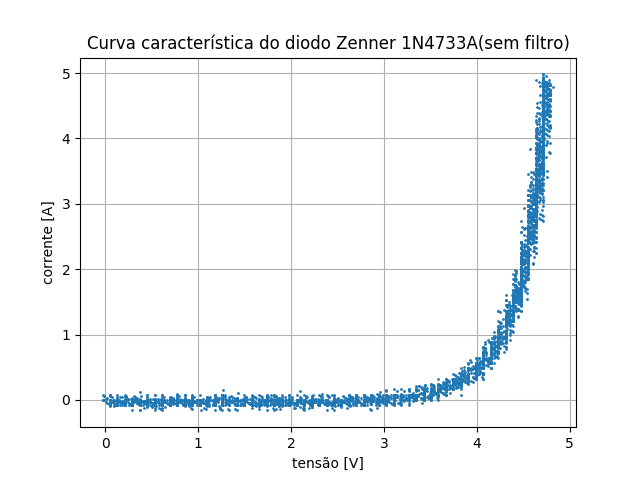 Curva característica do diodo Zenner 1N4733A(sem filtro)
5
4
3
2
1
0
corrente [A]
0 1 2 3 4 5
tensão [V]